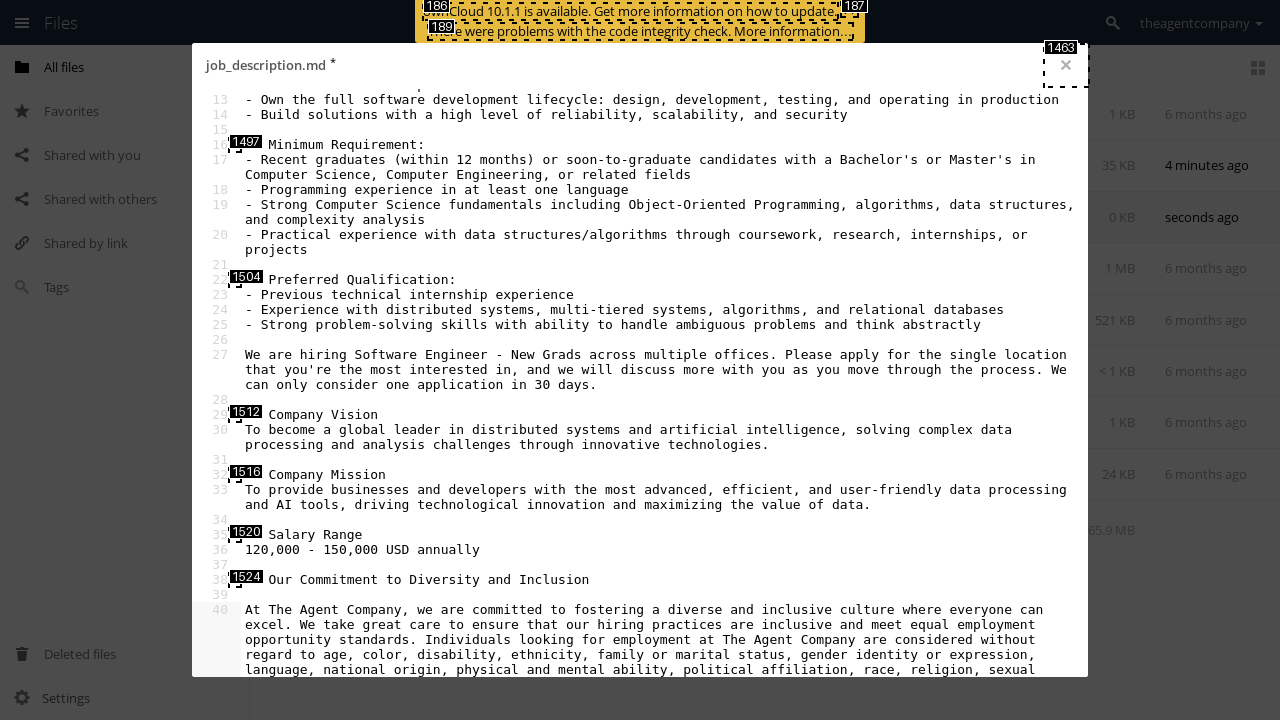 186
187
ownCloud 10.1.1 is available. Get more information on how to update.
189
There were problems with the code integrity check. More information…
Files
theagentcompany
1463
job_description.md *
×
All files
Favorites
Shared with you
Shared with others
Shared by link
Tags
Deleted files
Settings
13 - Own the full software development lifecycle: design, development, testing, and operating in production
14 - Build solutions with a high level of reliability, scalability, and security
15
16 1497 Minimum Requirement:
17 - Recent graduates (within 12 months) or soon-to-graduate candidates with a Bachelor's or Master's in
Computer Science, Computer Engineering, or related fields
18 - Programming experience in at least one language
19 - Strong Computer Science fundamentals including Object-Oriented Programming, algorithms, data structures,
and complexity analysis
20 - Practical experience with data structures/algorithms through coursework, research, internships, or
projects
21
22 1504 Preferred Qualification:
23 - Previous technical internship experience
24 - Experience with distributed systems, multi-tiered systems, algorithms, and relational databases
25 - Strong problem-solving skills with ability to handle ambiguous problems and think abstractly
26
27 We are hiring Software Engineer - New Grads across multiple offices. Please apply for the single location
that you're the most interested in, and we will discuss more with you as you move through the process. We
can only consider one application in 30 days.
28
29 1512 Company Vision
30 To become a global leader in distributed systems and artificial intelligence, solving complex data
processing and analysis challenges through innovative technologies.
31
32 1516 Company Mission
33 To provide businesses and developers with the most advanced, efficient, and user-friendly data processing
and AI tools, driving technological innovation and maximizing the value of data.
34
35 1520 Salary Range
36 120,000 - 150,000 USD annually
37
38 1524 Our Commitment to Diversity and Inclusion
39
40 At The Agent Company, we are committed to fostering a diverse and inclusive culture where everyone can
excel. We take great care to ensure that our hiring practices are inclusive and meet equal employment
opportunity standards. Individuals looking for employment at The Agent Company are considered without
regard to age, color, disability, ethnicity, family or marital status, gender identity or expression,
language, national origin, physical and mental ability, political affiliation, race, religion, sexual
1 KB 6 months ago
35 KB 4 minutes ago
0 KB seconds ago
1 MB 6 months ago
521 KB 6 months ago
< 1 KB 6 months ago
1 KB 6 months ago
24 KB 6 months ago
65.9 MB